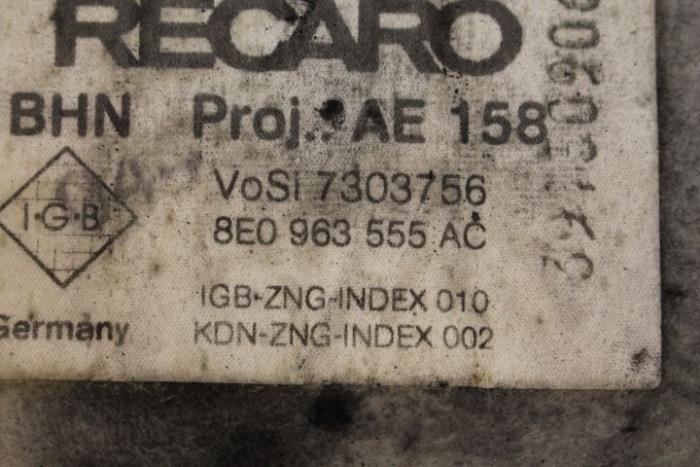 RECARO
BHN Proj.: AE 158
I·G·B
VoSi 7303756
8E0 963 555 AC
IGB-ZNG-INDEX 010
Germany KDN-ZNG-INDEX 002